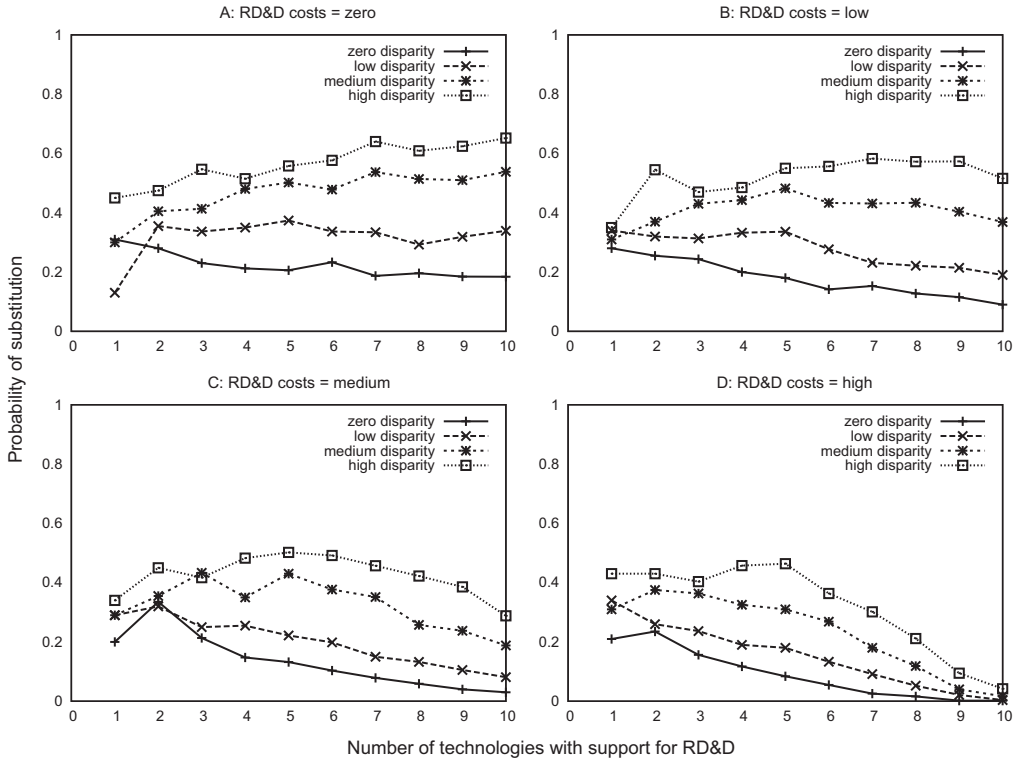 A: RD&D costs = zero
B: RD&D costs = low
1
0.8
0.6
0.4
0.2
0
zero disparity
low disparity
medium disparity
high disparity
0 1 2 3 4 5 6 7 8 9 10
1
0.8
0.6
0.4
0.2
0
zero disparity
low disparity
medium disparity
high disparity
0 1 2 3 4 5 6 7 8 9 10
Probability of substitution
C: RD&D costs = medium
D: RD&D costs = high
1
0.8
0.6
0.4
0.2
0
zero disparity
low disparity
medium disparity
high disparity
0 1 2 3 4 5 6 7 8 9 10
1
0.8
0.6
0.4
0.2
0
zero disparity
low disparity
medium disparity
high disparity
0 1 2 3 4 5 6 7 8 9 10
Number of technologies with support for RD&D